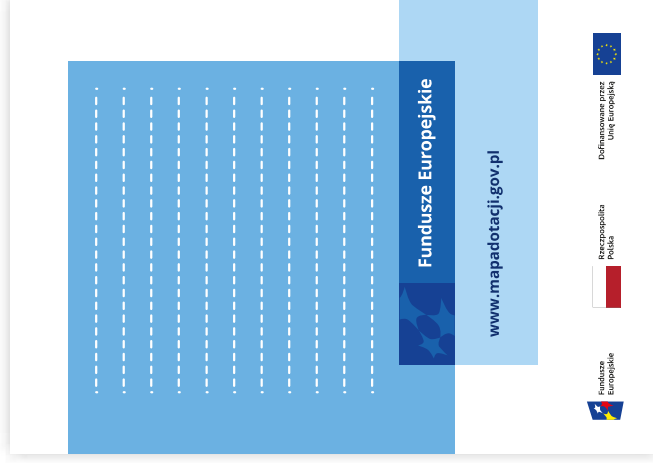 Fundusze Europejskie
www.mapadotacji.gov.pl
Fundusze
Europejskie
Rzeczpospolita
Polska
Dofinansowane przez
Unię Europejską